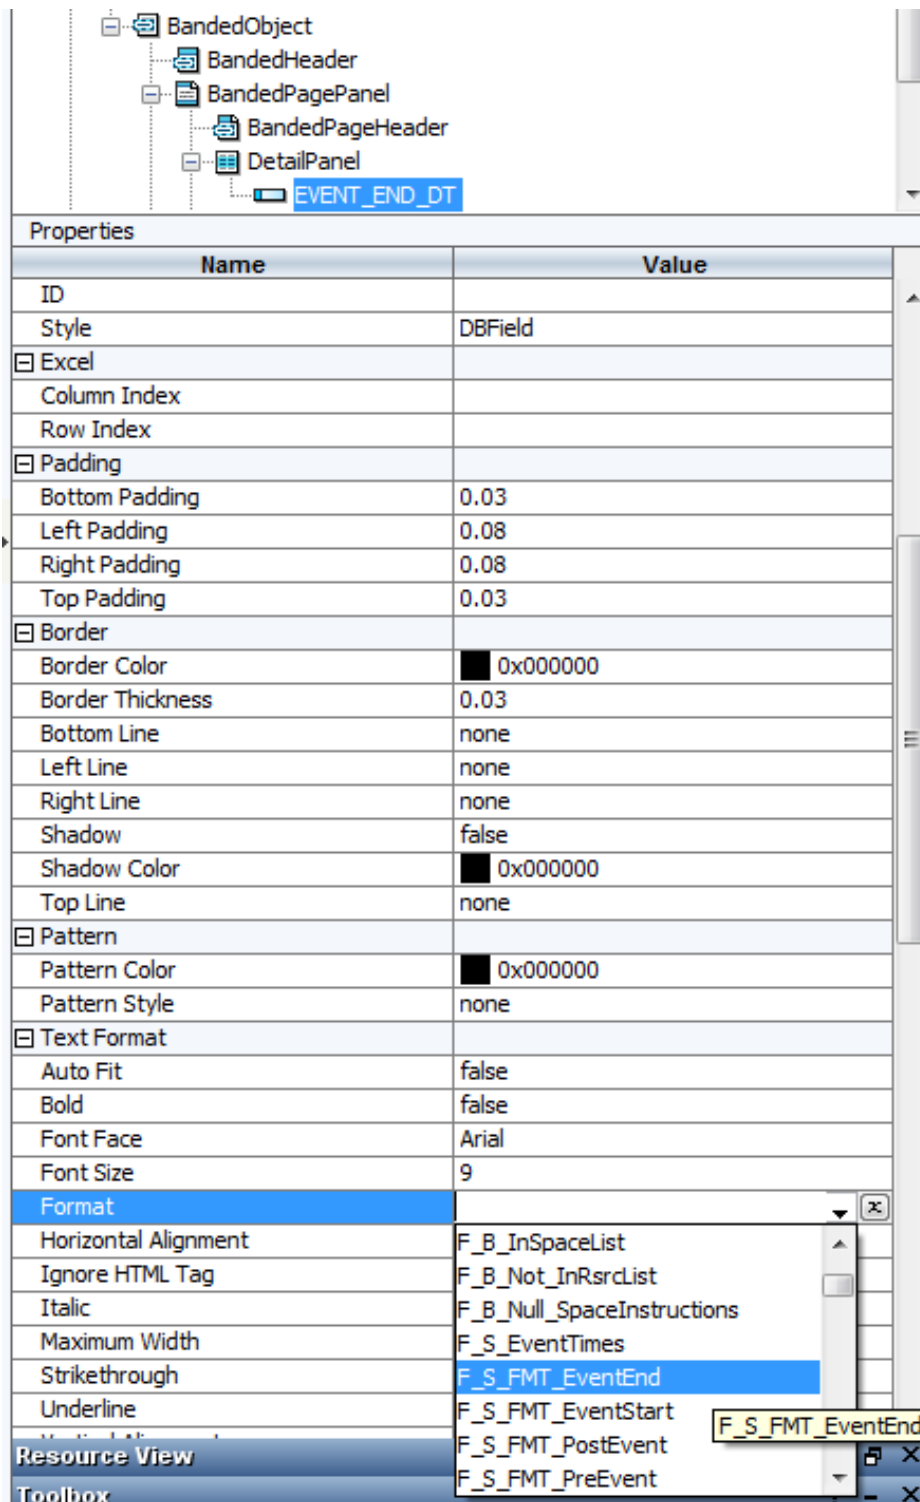 BandedObject
BandedHeader
BandedPagePanel
BandedPageHeader
DetailPanel
EVENT_END_DT
Properties
Name Value
ID
Style DBField
Excel
Column Index
Row Index
Padding
Bottom Padding 0.03
Left Padding 0.08
Right Padding 0.08
Top Padding 0.03
Border
Border Color 0x000000
Border Thickness 0.03
Bottom Line none
Left Line none
Right Line none
Shadow false
Shadow Color 0x000000
Top Line none
Pattern
Pattern Color 0x000000
Pattern Style none
Text Format
Auto Fit false
Bold false
Font Face Arial
Font Size 9
Format
Horizontal Alignment F_B_InSpaceList
Ignore HTML Tag F_B_Not_InRsrcList
Italic F_B_Null_SpaceInstructions
Maximum Width F_S_EventTimes
Strikethrough F_S_FMT_EventEnd
Underline F_S_FMT_EventStart F_S_FMT_EventEnd
F_S_FMT_PostEvent
Resource View F_S_FMT_PreEvent
Toolbox